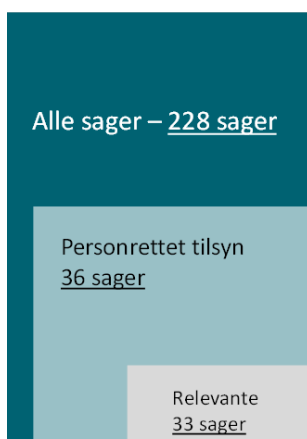 Alle sager – 228 sager
Personrettet tilsyn
36 sager
Relevante
33 sager